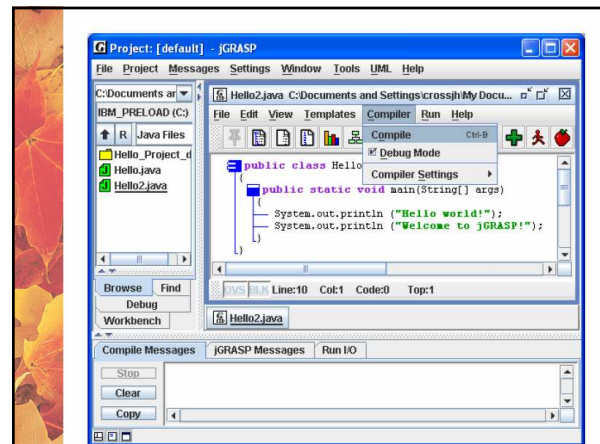 Project: [default] - jGRASP
File Project Messages Settings Window Tools UML Help
C:\Documents ar
IBM_PRELOAD (C:)
R Java Files
Hello_Project_d
Hello.java
Hello2.java
Browse Find
Debug
Workbench
Hello2.java C:\Documents and Settings\crossjh\My Docu...
File Edit View Templates Compiler Run Help
Compile Ctrl-B
Debug Mode
Compiler Settings
public class Hello
{
public static void main(String[] args)
{
System.out.println ("Hello world!");
System.out.println ("Welcome to jGRASP!");
}
}
OVS BLK Line:10 Col:1 Code:0 Top:1
Hello2.java
Compile Messages jGRASP Messages Run I/O
Stop
Clear
Copy